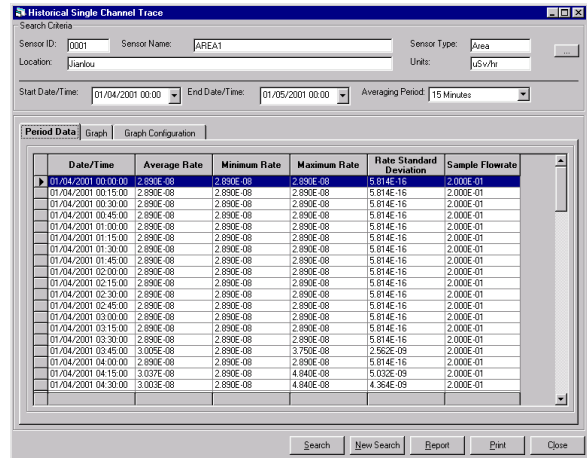 Historical Single Channel Trace
Search Criteria
Sensor ID: 0001 Sensor Name: AREA1 Sensor Type: Area
Location: Jianlou Units: uSv/hr
...
Start Date/Time: 01/04/2001 00:00 End Date/Time: 01/05/2001 00:00 Averaging Period: 15 Minutes
Period Data Graph Graph Configuration
Date/Time Average Rate Minimum Rate Maximum Rate Rate Standard Deviation Sample Flowrate
01/04/2001 00:00:00 2.890E-08 2.890E-08 2.890E-08 5.814E-16 2.000E-01
01/04/2001 00:15:00 2.890E-08 2.890E-08 2.890E-08 5.814E-16 2.000E-01
01/04/2001 00:30:00 2.890E-08 2.890E-08 2.890E-08 5.814E-16 2.000E-01
01/04/2001 00:45:00 2.890E-08 2.890E-08 2.890E-08 5.814E-16 2.000E-01
01/04/2001 01:00:00 2.890E-08 2.890E-08 2.890E-08 5.814E-16 2.000E-01
01/04/2001 01:15:00 2.890E-08 2.890E-08 2.890E-08 5.814E-16 2.000E-01
01/04/2001 01:30:00 2.890E-08 2.890E-08 2.890E-08 5.814E-16 2.000E-01
01/04/2001 01:45:00 2.890E-08 2.890E-08 2.890E-08 5.814E-16 2.000E-01
01/04/2001 02:00:00 2.890E-08 2.890E-08 2.890E-08 5.814E-16 2.000E-01
01/04/2001 02:15:00 2.890E-08 2.890E-08 2.890E-08 5.814E-16 2.000E-01
01/04/2001 02:30:00 2.890E-08 2.890E-08 2.890E-08 5.814E-16 2.000E-01
01/04/2001 02:45:00 2.890E-08 2.890E-08 2.890E-08 5.814E-16 2.000E-01
01/04/2001 03:00:00 2.890E-08 2.890E-08 2.890E-08 5.814E-16 2.000E-01
01/04/2001 03:15:00 2.890E-08 2.890E-08 2.890E-08 5.814E-16 2.000E-01
01/04/2001 03:30:00 2.890E-08 2.890E-08 2.890E-08 5.814E-16 2.000E-01
01/04/2001 03:45:00 3.005E-08 2.890E-08 3.750E-08 2.562E-09 2.000E-01
01/04/2001 04:00:00 2.890E-08 2.890E-08 2.890E-08 5.814E-16 2.000E-01
01/04/2001 04:15:00 3.037E-08 2.890E-08 4.840E-08 5.032E-09 2.000E-01
01/04/2001 04:30:00 3.003E-08 2.890E-08 4.840E-08 4.364E-09 2.000E-01
Search New Search Report Print Close